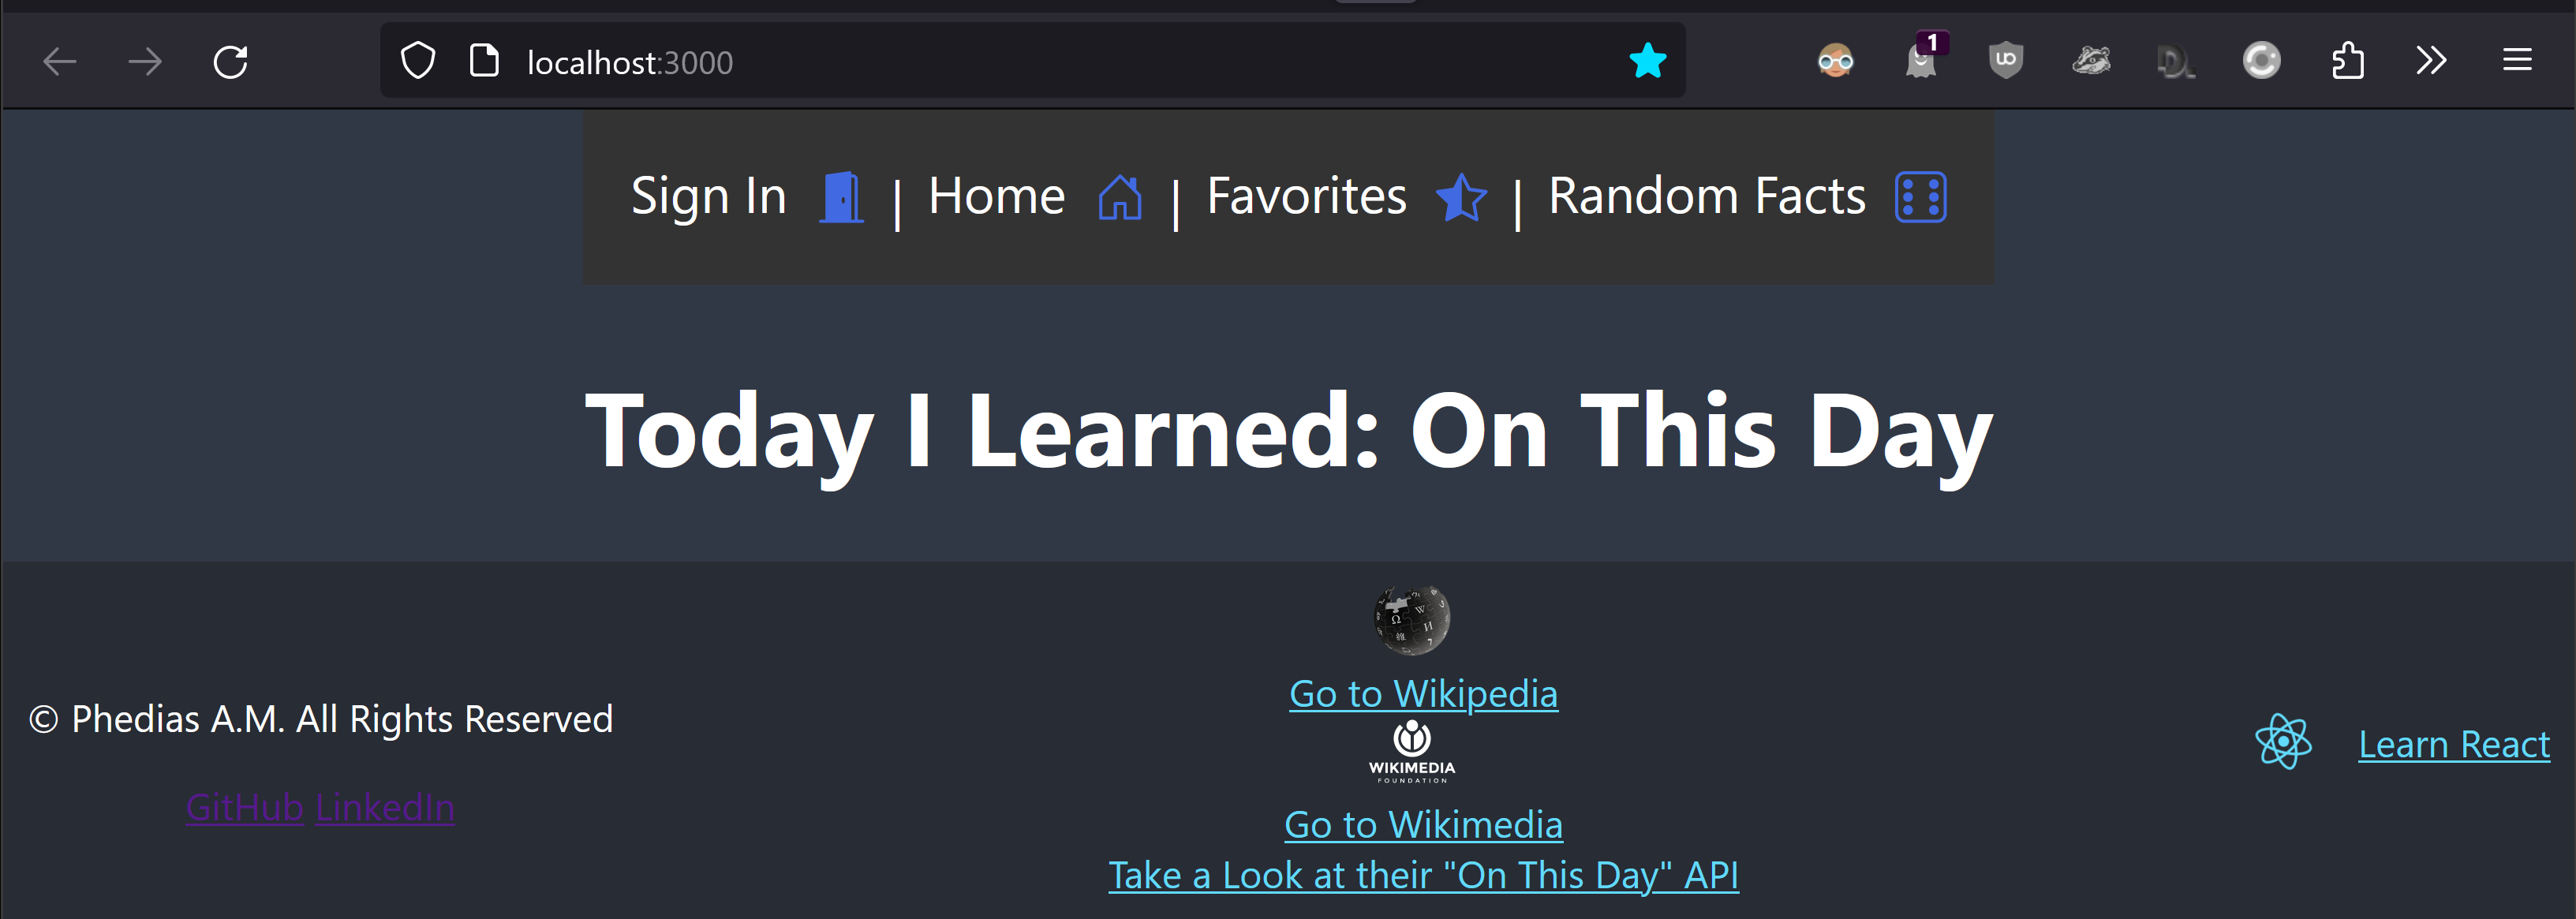 localhost:3000
1
Sign In | Home | Favorites | Random Facts
Today I Learned: On This Day
Go to Wikipedia
© Phedias A.M. All Rights Reserved
WIKIMEDIA
FOUNDATION
Learn React
GitHub LinkedIn
Go to Wikimedia
Take a Look at their "On This Day" API